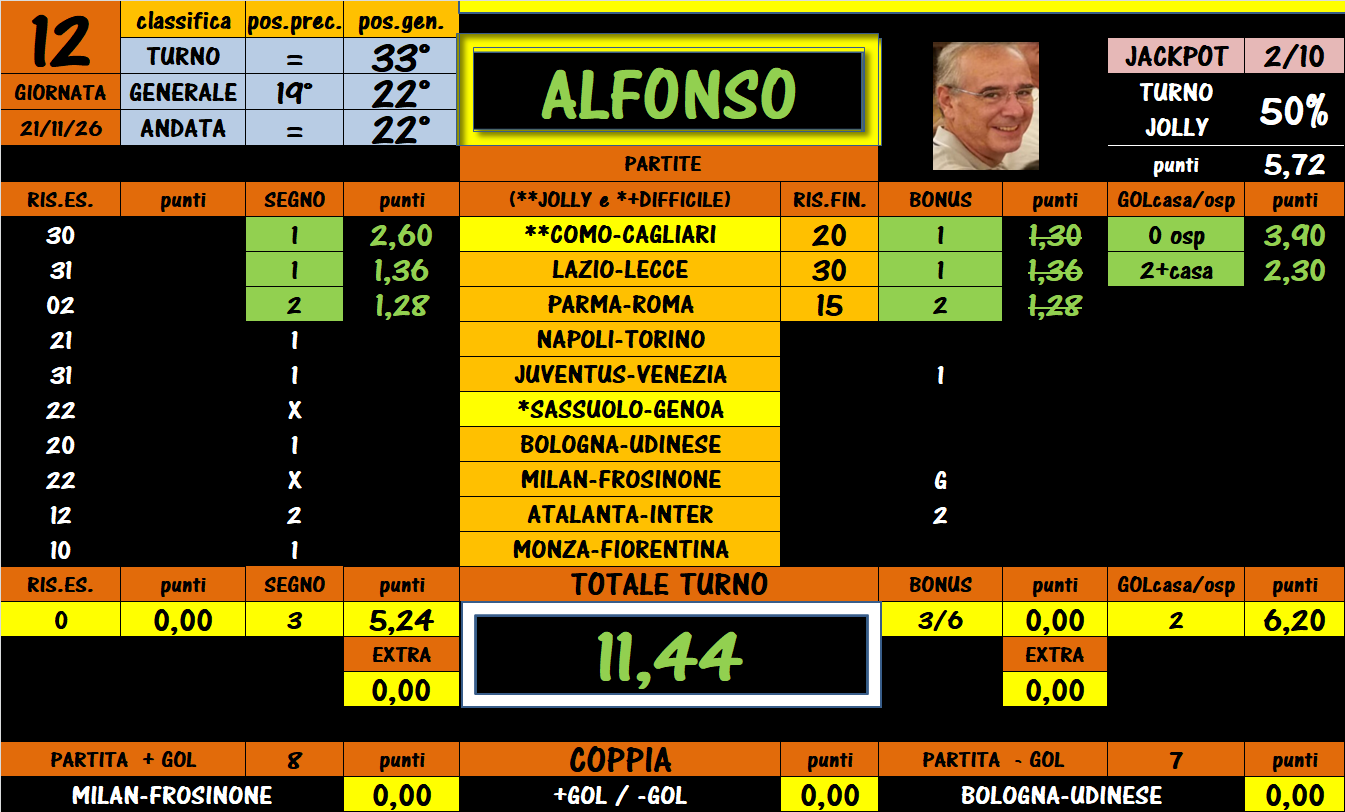 12 classifica pos.prec. pos.gen.
TURNO = 33°
GIORNATA GENERALE 19° 22°
21/11/26 ANDATA = 22°
ALFONSO
JACKPOT 2/10
TURNO JOLLY 50%
punti 5,72
PARTITE
RIS.ES. punti SEGNO punti (**JOLLY e *+DIFFICILE) RIS.FIN. BONUS punti GOLcasa/osp punti
30 1 2,60 **COMO-CAGLIARI 20 1 1,30 0 osp 3,90
31 1 1,36 LAZIO-LECCE 30 1 1,36 2+casa 2,30
02 2 1,28 PARMA-ROMA 15 2 1,28
21 1 NAPOLI-TORINO
31 1 JUVENTUS-VENEZIA 1
22 X *SASSUOLO-GENOA
20 1 BOLOGNA-UDINESE
22 X MILAN-FROSINONE G
12 2 ATALANTA-INTER 2
10 1 MONZA-FIORENTINA
RIS.ES. punti SEGNO punti TOTALE TURNO BONUS punti GOLcasa/osp punti
0 0,00 3 5,24 11,44 3/6 0,00 2 6,20
EXTRA EXTRA
0,00 0,00
PARTITA + GOL 8 punti COPPIA punti PARTITA - GOL 7 punti
MILAN-FROSINONE 0,00 +GOL / -GOL 0,00 BOLOGNA-UDINESE 0,00